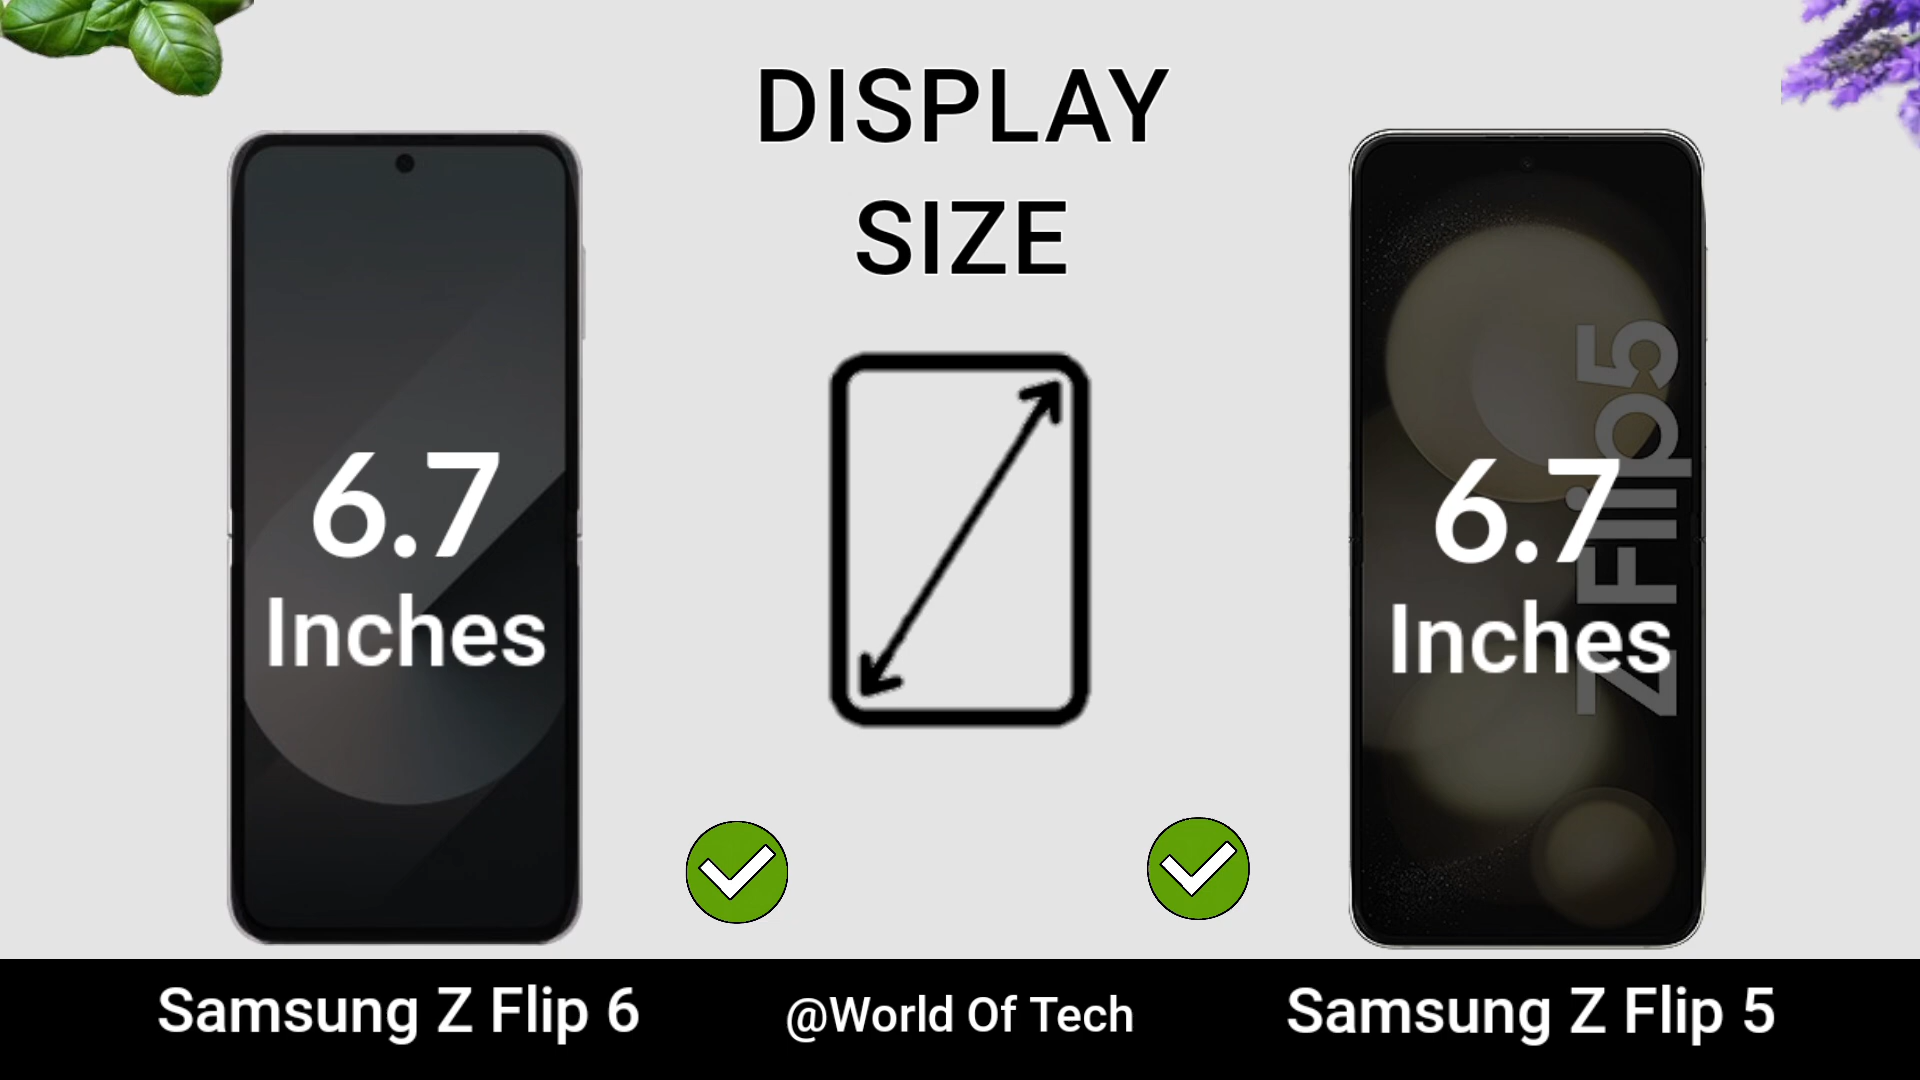 DISPLAY
SIZE
6.7
Inches
6.7
Inches
Z Flip5
Samsung Z Flip 6
@World Of Tech
Samsung Z Flip 5